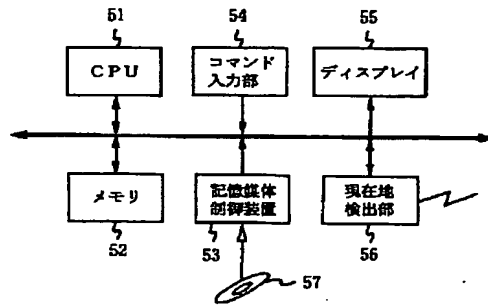 51
54
55
CPU
コマンド
入力部
ディスプレイ
メモリ
記憶媒体
制御装置
現在地
検出部
52
53
56
57